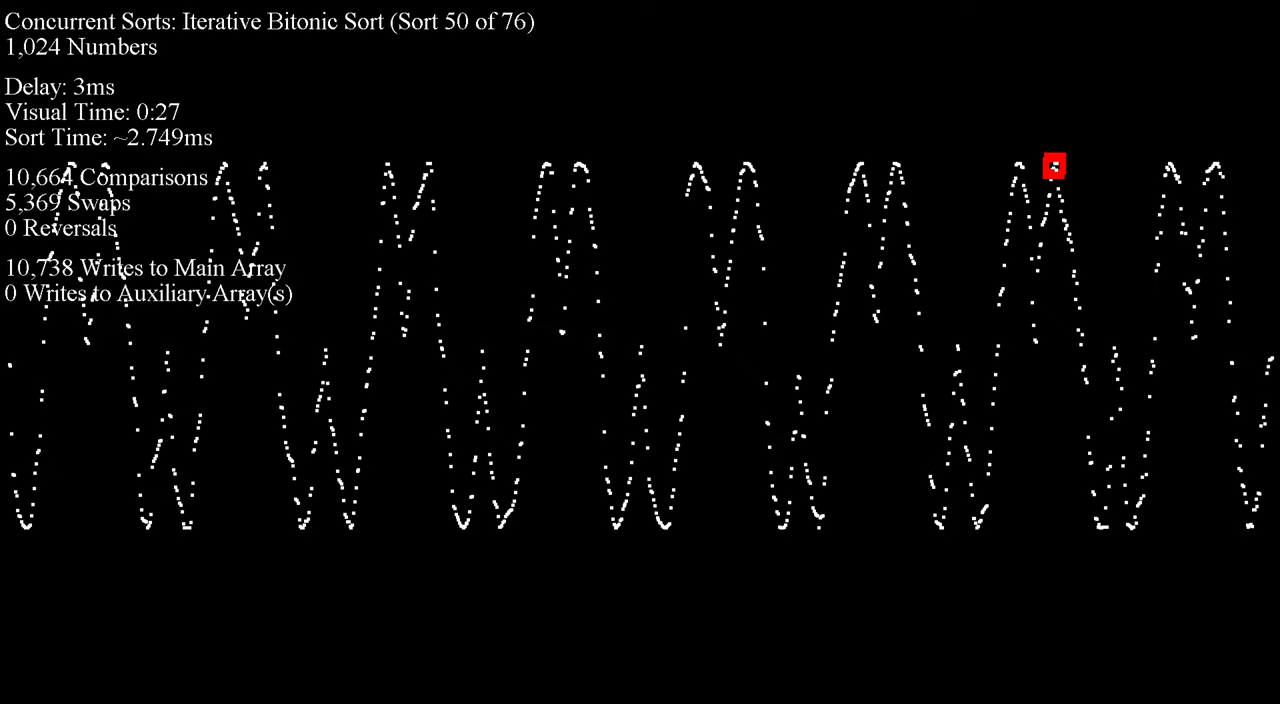 Concurrent Sorts: Iterative Bitonic Sort (Sort 50 of 76)
1,024 Numbers
Delay: 3ms
Visual Time: 0:27
Sort Time: ~2.749ms
10,664 Comparisons
5,369 Swaps
0 Reversals
10,738 Writes to Main Array
0 Writes to Auxiliary Array(s)